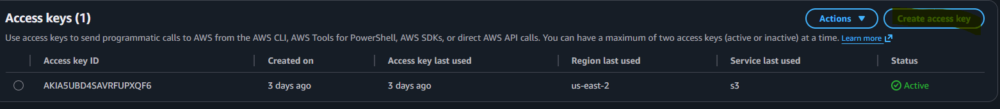 Access keys (1)
Actions
Create access key
Use access keys to send programmatic calls to AWS from the AWS CLI, AWS Tools for PowerShell, AWS SDKs, or direct AWS API calls. You can have a maximum of two access keys (active or inactive) at a time. Learn more
Access key ID Created on Access key last used Region last used Service last used Status
AKIA5UBD4SAVRFUPXQF6 3 days ago 3 days ago us-east-2 s3 Active